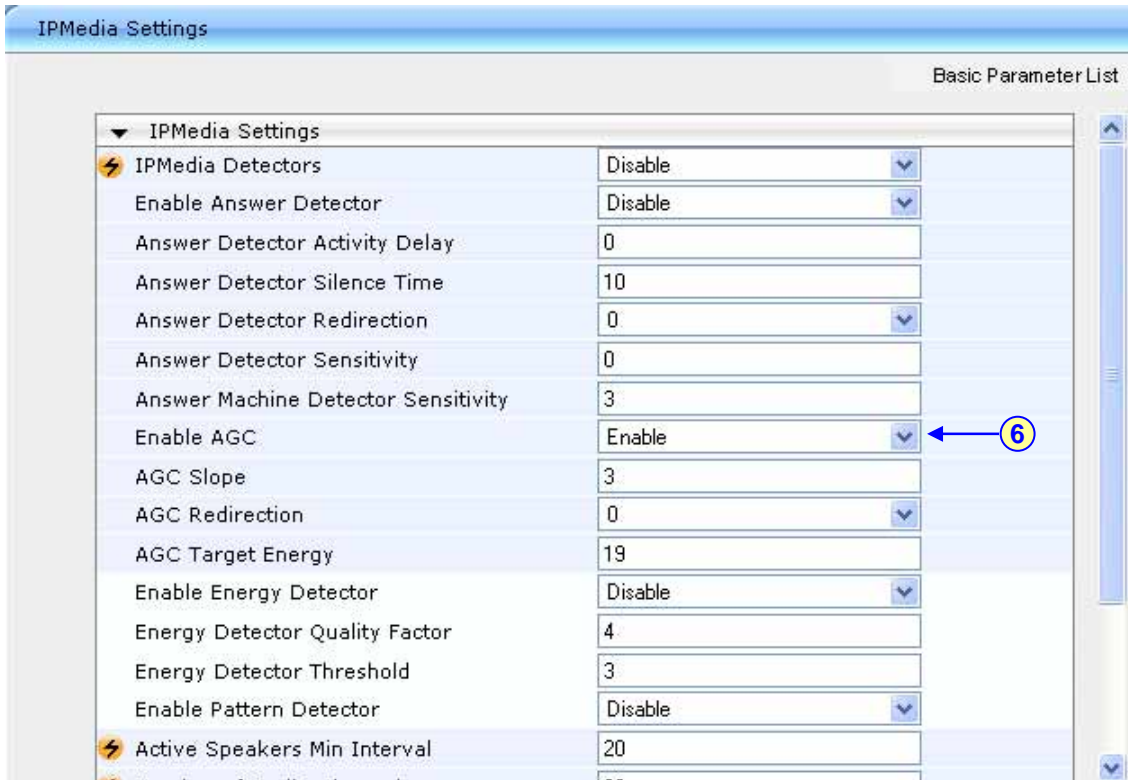 IPMedia Settings
Basic Parameter List
IPMedia Settings
IPMedia Detectors Disable
Enable Answer Detector Disable
Answer Detector Activity Delay 0
Answer Detector Silence Time 10
Answer Detector Redirection 0
Answer Detector Sensitivity 0
Answer Machine Detector Sensitivity 3
Enable AGC Enable 6
AGC Slope 3
AGC Redirection 0
AGC Target Energy 19
Enable Energy Detector Disable
Energy Detector Quality Factor 4
Energy Detector Threshold 3
Enable Pattern Detector Disable
Active Speakers Min Interval 20